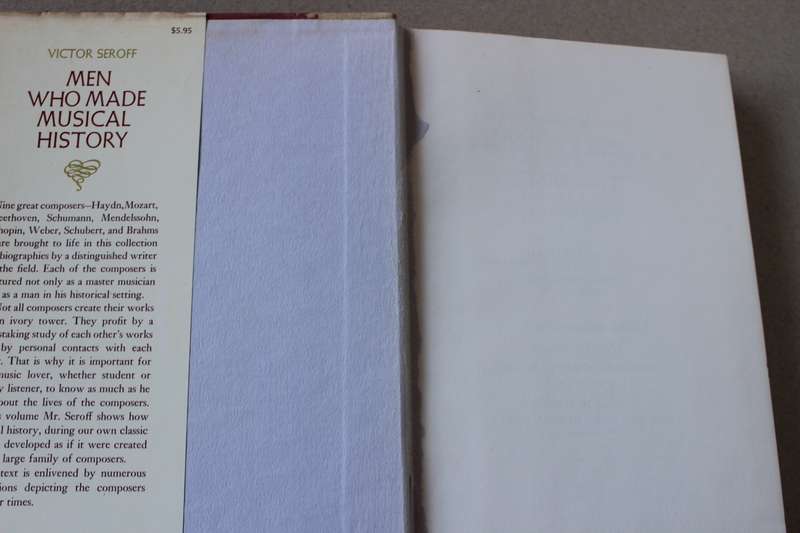 $5.95
VICTOR SEROFF
MEN
WHO MADE
MUSICAL
HISTORY
ine great composers—Haydn, Mozart,
eethoven, Schumann, Mendelssohn,
hopin, Weber, Schubert, and Brahms
re brought to life in this collection
biographies by a distinguished writer
the field. Each of the composers is
tured not only as a master musician
as a man in his historical setting.
ot all composers create their works
n ivory tower. They profit by a
staking study of each other's works
by personal contacts with each
. That is why it is important for
usic lover, whether student or
y listener, to know as much as he
bout the lives of the composers.
s volume Mr. Seroff shows how
l history, during our own classic
developed as if it were created
large family of composers.
text is enlivened by numerous
ions depicting the composers
r times.